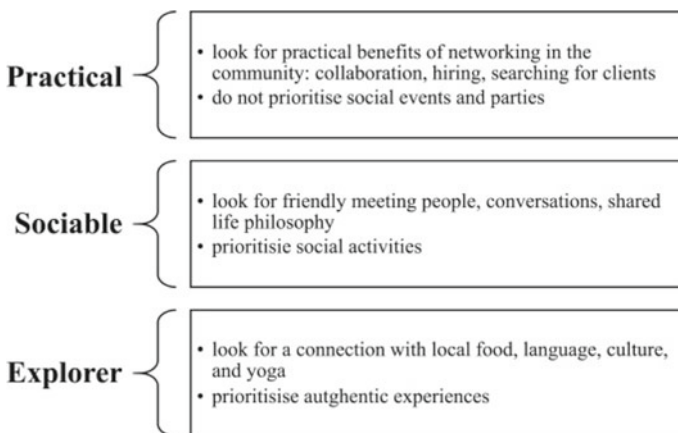 Practical
• look for practical benefits of networking in the
community: collaboration, hiring, searching for clients
• do not prioritise social events and parties
Sociable
• look for friendly meeting people, conversations, shared
life philosophy
• prioritisie social activities
Explorer
• look for a connection with local food, language, culture,
and yoga
• prioritisise autghentic experiences